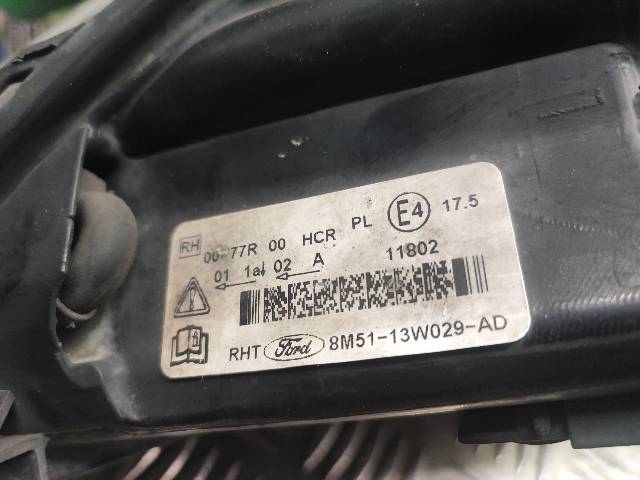 RH 00 77R 00 HCR PL E4 17.5
01 1a 02 A 11802
RHT Ford 8M51-13W029-AD